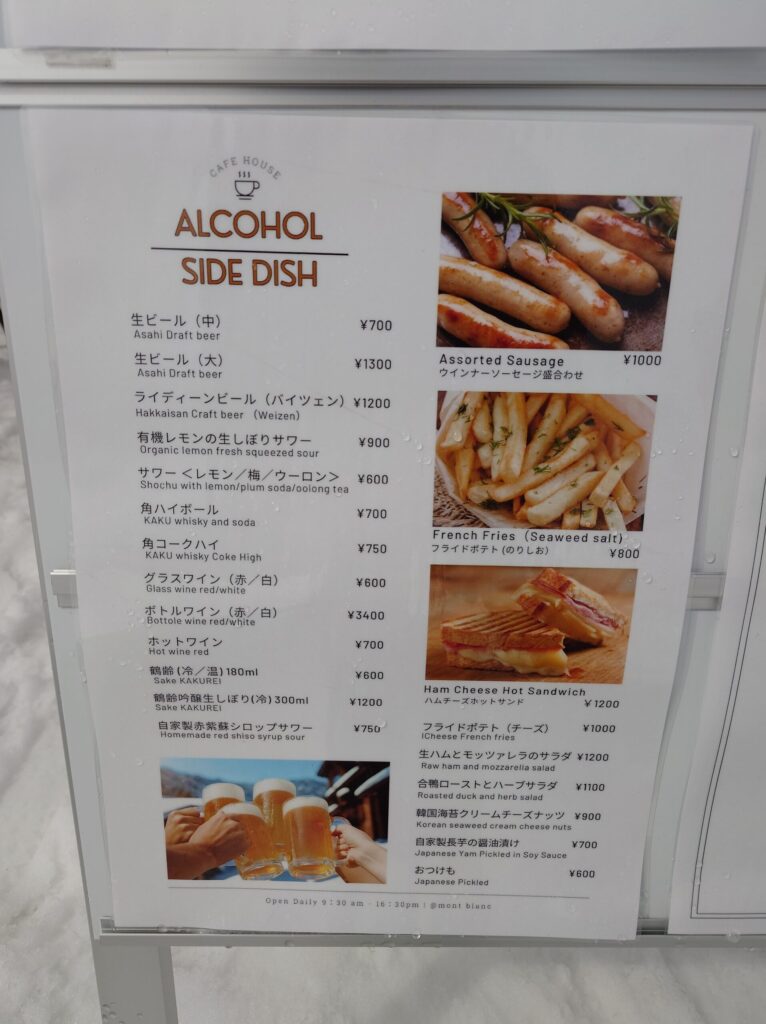 CAFE HOUSE
ALCOHOL
SIDE DISH
生ビール（中） ¥700
Asahi Draft beer
生ビール（大） ¥1300
Asahi Draft beer
ライディーンビール（バイツェン） ¥1200
Hakkaisan Craft beer （Weizen）
有機レモンの生しぼりサワー ¥900
Organic lemon fresh squeezed sour
サワー ＜レモン／梅／ウーロン＞ ¥600
Shochu with lemon/plum soda/oolong tea
角ハイボール ¥700
KAKU whisky and soda
角コークハイ ¥750
KAKU whisky Coke High
グラスワイン（赤／白） ¥600
Glass wine red/white
ボトルワイン（赤／白） ¥3400
Bottole wine red/white
ホットワイン ¥700
Hot wine red
鶴齢 (冷／温) 180ml ¥600
Sake KAKUREI
鶴齢吟醸生しぼり(冷) 300ml ¥1200
Sake KAKUREI
自家製赤紫蘇シロップサワー ¥750
Homemade red shiso syrup sour
Assorted Sausage ¥1000
ウインナーソーセージ盛合わせ
French Fries（Seaweed salt）
フライドポテト (のりしお） ¥800
Ham Cheese Hot Sandwich
ハムチーズホットサンド ¥1200
フライドポテト（チーズ） ¥1000
lCheese French fries
生ハムとモッツァレラのサラダ ¥1200
Raw ham and mozzarella salad
合鴨ローストとハーブサラダ ¥1100
Roasted duck and herb salad
韓国海苔クリームチーズナッツ ¥900
Korean seaweed cream cheese nuts
自家製長芋の醤油漬け ¥700
Japanese Yam Pickled in Soy Sauce
おつけも ¥600
Japanese Pickled
Open Daily 9：30 am - 16：30pm | @mont blanc